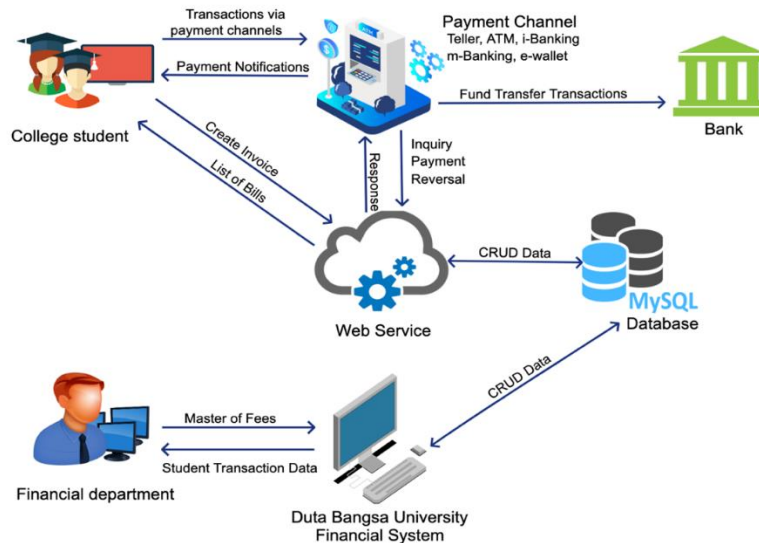 Transactions via
payment channels
Payment Notifications
College student
Payment Channel
Teller, ATM, i-Banking
m-Banking, e-wallet
Fund Transfer Transactions
Bank
Create Invoice
List of Bills
Response
Inquiry
Payment
Reversal
Web Service
CRUD Data
MySQL
Database
CRUD Data
Master of Fees
Student Transaction Data
Financial department
Duta Bangsa University
Financial System